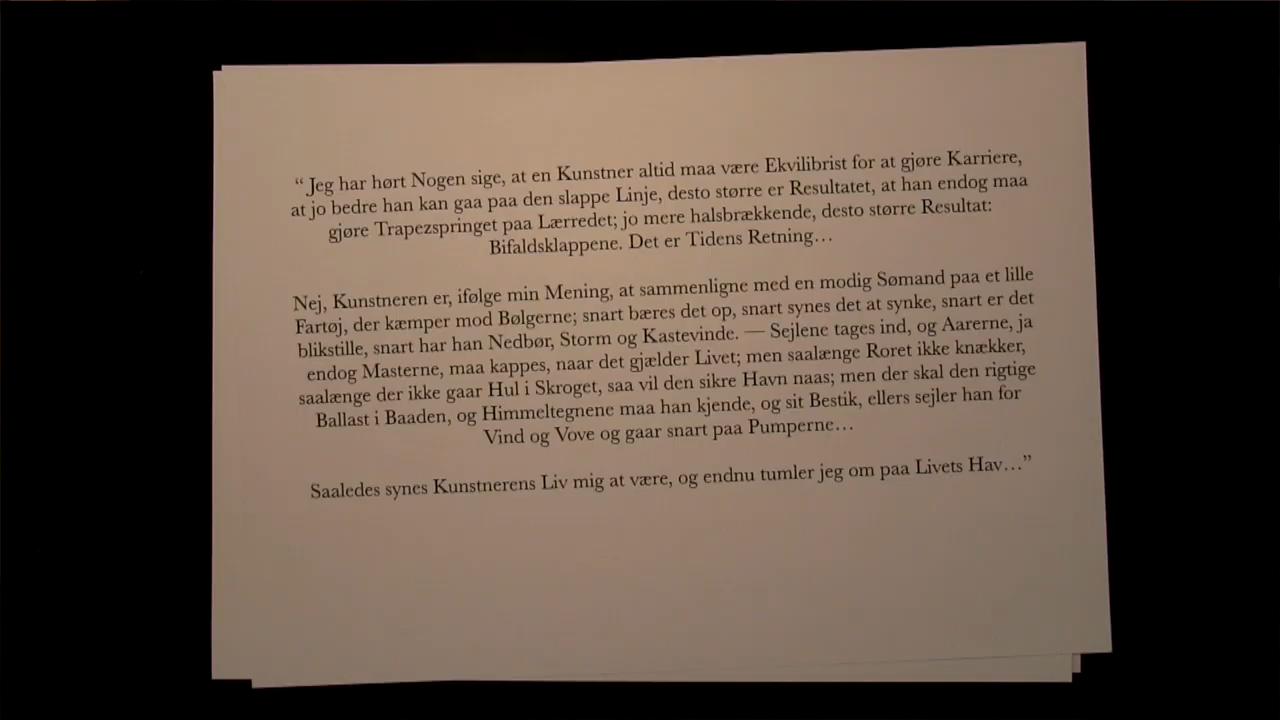 “ Jeg har hørt Nogen sige, at en Kunstner altid maa være Ekvilibrist for at gjøre Karriere,
at jo bedre han kan gaa paa den slappe Linje, desto større er Resultatet, at han endog maa
gjøre Trapezspringet paa Lærredet; jo mere halsbrækkende, desto større Resultat:
Bifaldsklappene. Det er Tidens Retning…
Nej, Kunstneren er, ifølge min Mening, at sammenligne med en modig Sømand paa et lille
Fartøj, der kæmper mod Bølgerne; snart bæres det op, snart synes det at synke, snart er det
blikstille, snart har han Nedbør, Storm og Kastevinde. — Sejlene tages ind, og Aarerne, ja
endog Masterne, maa kappes, naar det gjælder Livet; men saalænge Roret ikke knækker,
saalænge der ikke gaar Hul i Skroget, saa vil den sikre Havn naas; men der skal den rigtige
Ballast i Baaden, og Himmeltegnene maa han kjende, og sit Bestik, ellers sejler han for
Vind og Vove og gaar snart paa Pumperne…
Saaledes synes Kunstnerens Liv mig at være, og endnu tumler jeg om paa Livets Hav…”